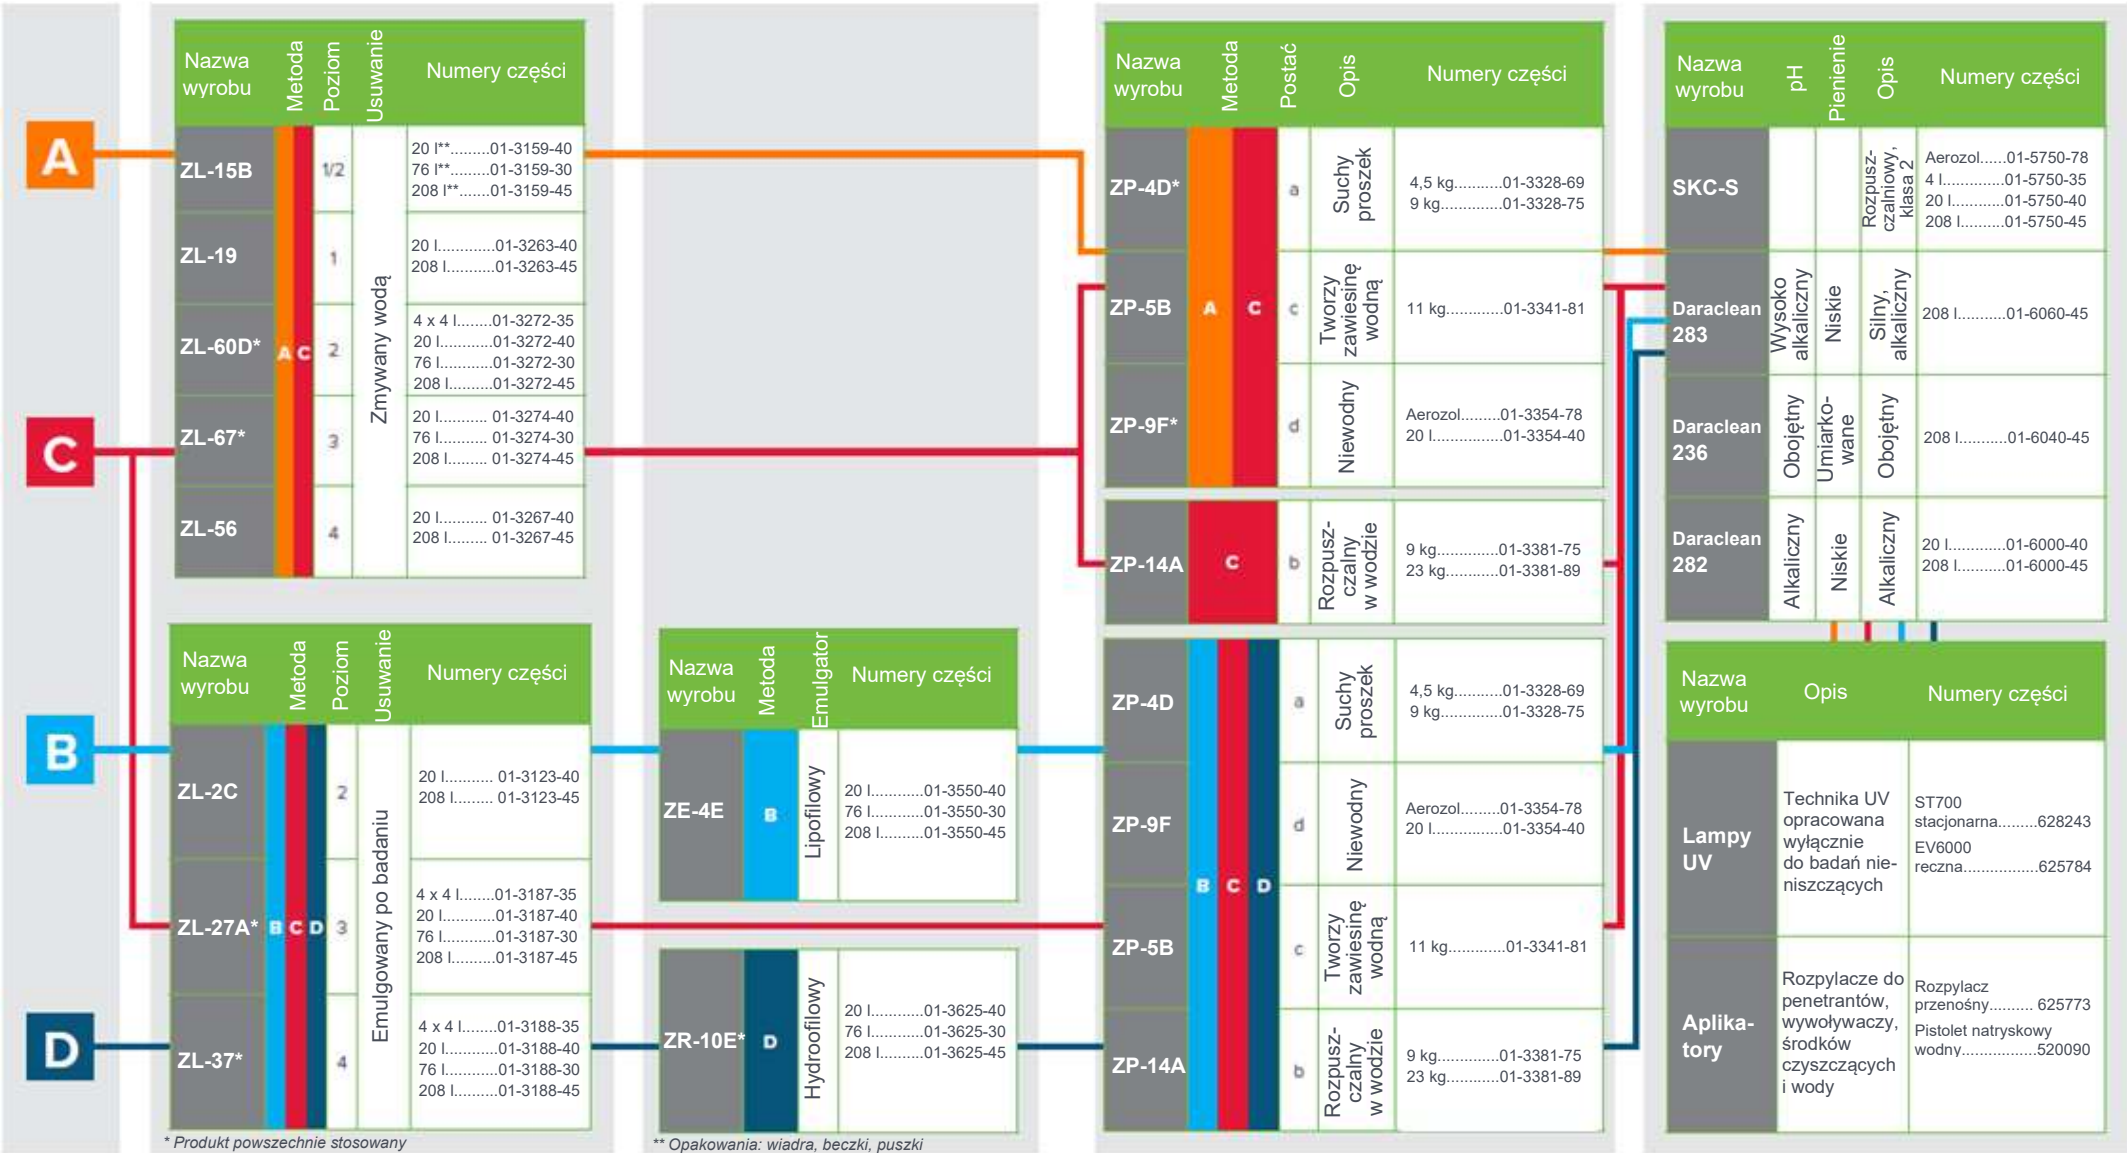 A
C
B
D
Nazwa
wyrobu
Metoda
Poziom
Usuwanie
Numery części
ZL-15B
1/2
20 l**.........01-3159-40
76 l**.........01-3159-30
208 l**.......01-3159-45
ZL-19
1
20 l.............01-3263-40
208 l...........01-3263-45
ZL-60D*
A C
2
4 x 4 l........01-3272-35
20 l............01-3272-40
76 l............01-3272-30
208 l..........01-3272-45
ZL-67*
3
20 l............ 01-3274-40
76 l............ 01-3274-30
208 l.......... 01-3274-45
ZL-56
4
20 l........... 01-3267-40
208 l......... 01-3267-45
Zmywany wodą
Nazwa
wyrobu
Metoda
Poziom
Usuwanie
Numery części
ZL-2C
2
20 l.......... 01-3123-40
208 l........ 01-3123-45
ZL-27A*
B C D
3
4 x 4 l........01-3187-35
20 l............01-3187-40
76 l............01-3187-30
208 l..........01-3187-45
ZL-37*
4
4 x 4 l........01-3188-35
20 l............01-3188-40
76 l............01-3188-30
208 l..........01-3188-45
Emulgowany po badaniu
* Produkt powszechnie stosowany
Nazwa
wyrobu
Metoda
Emulgator
Numery części
ZE-4E
B
Lipofilowy
20 l............01-3550-40
76 l............01-3550-30
208 l..........01-3550-45
ZR-10E*
D
Hydroofilowy
20 l............01-3625-40
76 l............01-3625-30
208 l..........01-3625-45
** Opakowania: wiadra, beczki, puszki
Nazwa
wyrobu
Metoda
Postać
Opis
Numery części
ZP-4D*
a
Suchy
proszek
4,5 kg...........01-3328-69
9 kg..............01-3328-75
ZP-5B
A C
c
Tworzy
zawiesinę
wodną
11 kg.............01-3341-81
ZP-9F*
d
Niewodny
Aerozol.........01-3354-78
20 l................01-3354-40
ZP-14A
C
b
Rozpusz-
czalny
w wodzie
9 kg..............01-3381-75
23 kg............01-3381-89
ZP-4D
a
Suchy
proszek
4,5 kg...........01-3328-69
9 kg..............01-3328-75
ZP-9F
d
Niewodny
Aerozol.........01-3354-78
20 l................01-3354-40
B C D
ZP-5B
c
Tworzy
zawiesinę
wodną
11 kg.............01-3341-81
ZP-14A
b
Rozpusz-
czalny
w wodzie
9 kg..............01-3381-75
23 kg............01-3381-89
Nazwa
wyrobu
pH
Pienienie
Opis
Numery części
SKC-S
Rozpusz-
czalniowy,
klasa 2
Aerozol......01-5750-78
4 l...............01-5750-35
20 l.............01-5750-40
208 l...........01-5750-45
Daraclean
283
Wysoko
alkaliczny
Niskie
Silny,
alkaliczny
208 l............01-6060-45
Daraclean
236
Obojętny
Umiarko-
wane
Obojętny
208 l............01-6040-45
Daraclean
282
Alkaliczny
Niskie
Alkaliczny
20 l.............01-6000-40
208 l...........01-6000-45
Nazwa
wyrobu
Opis
Numery części
Lampy
UV
Technika UV
opracowana
wyłącznie
do badań nie-
niszczących
ST700
stacjonarna.........628243
EV6000
ręczna.................625784
Aplika-
tory
Rozpylacze do
penetrantów,
wywoływaczy,
środków
czyszczących
i wody
Rozpylacz
przenośny.......... 625773
Pistolet natryskowy
wodny.................520090